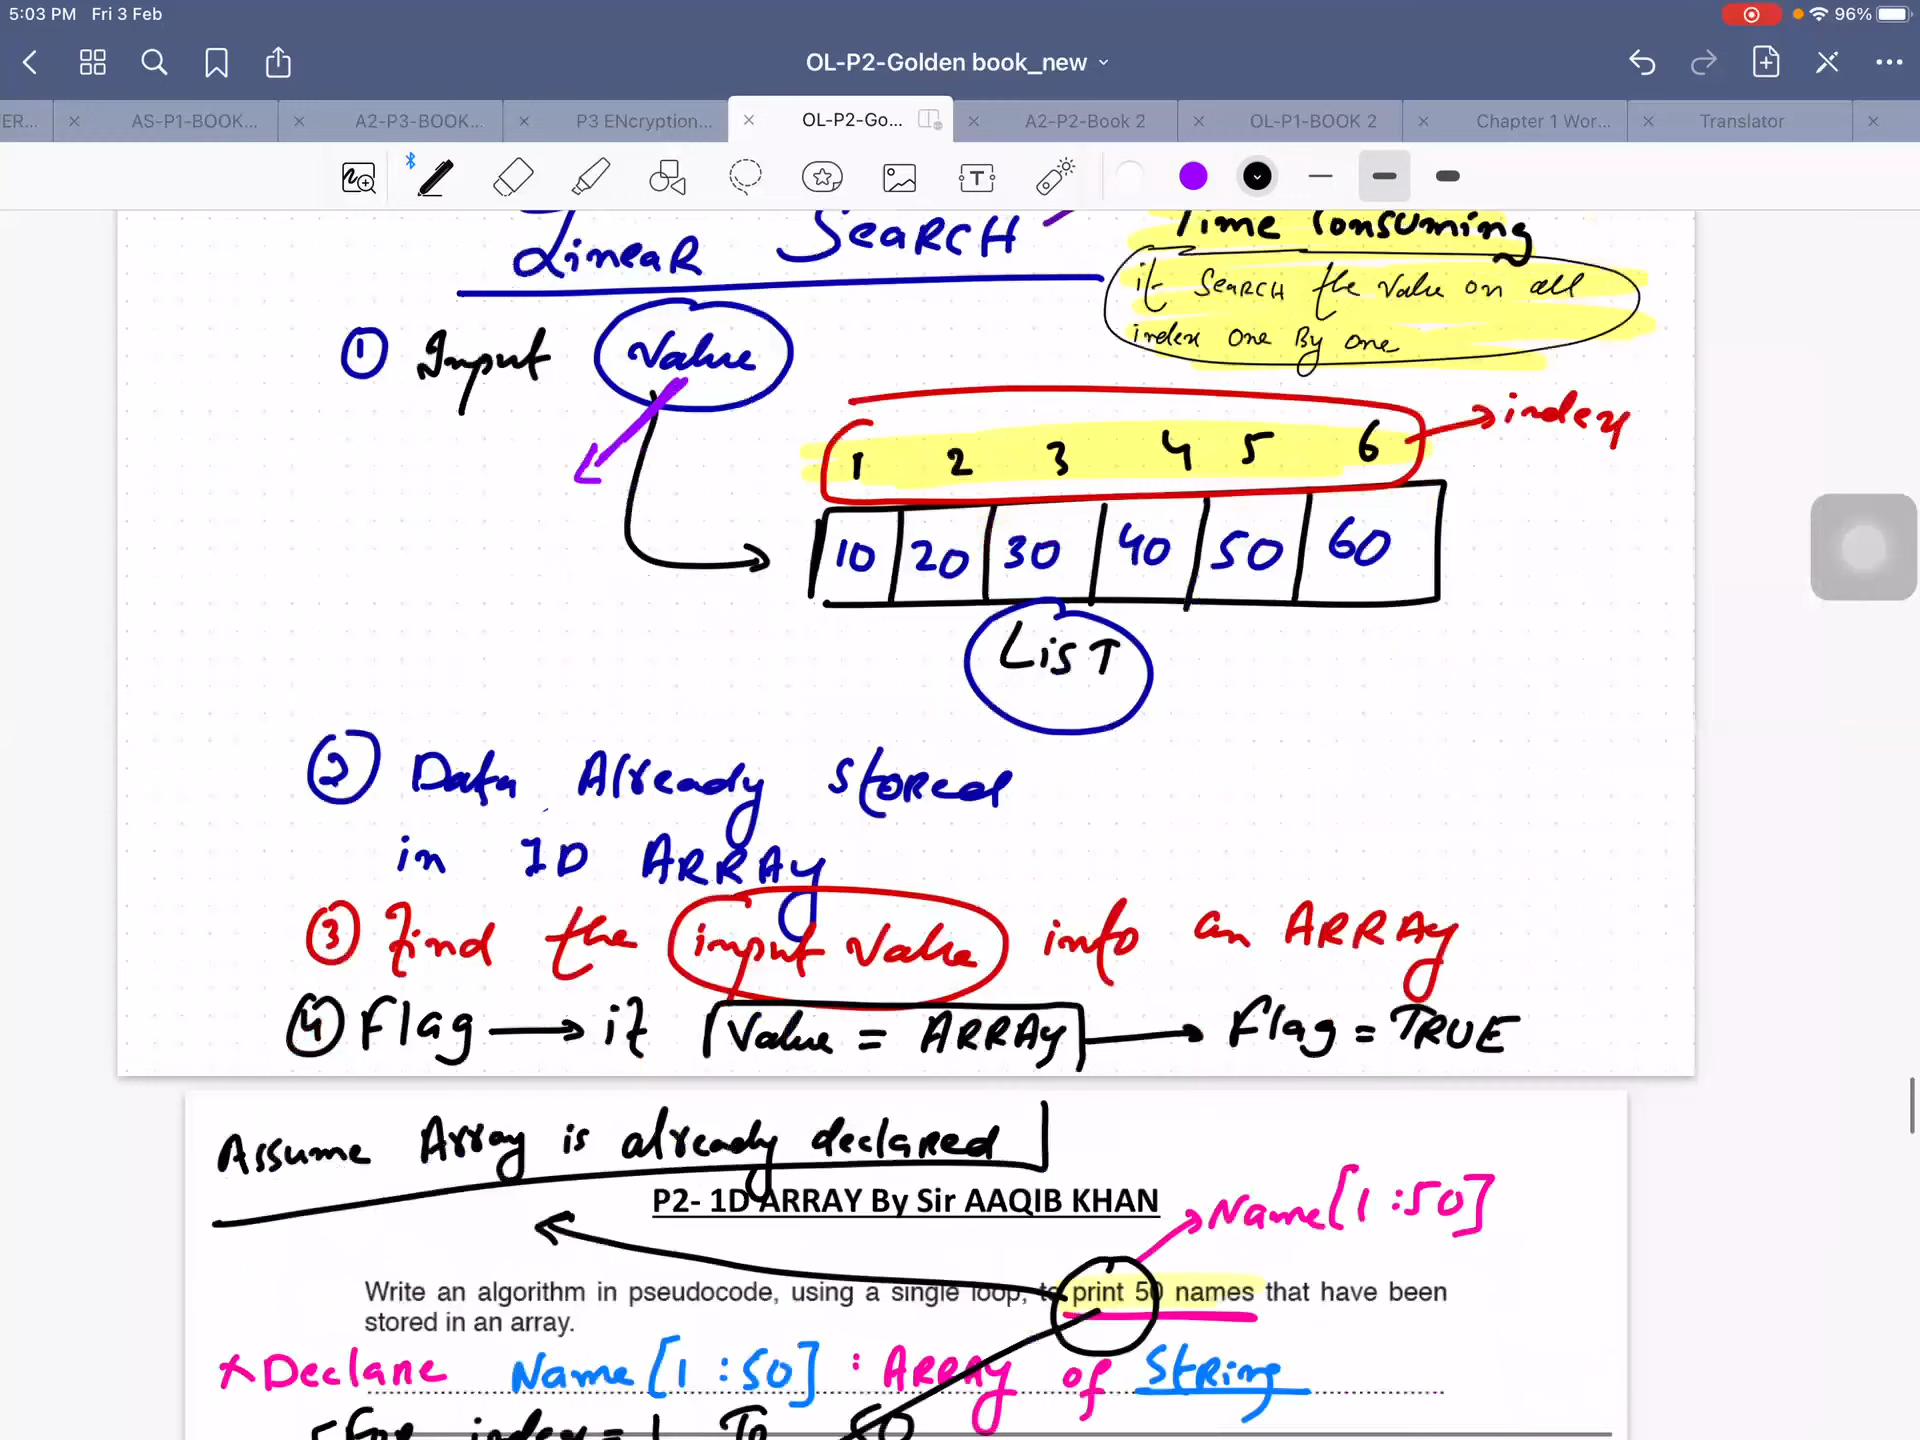 5:03 PM Fri 3 Feb
96%
OL-P2-Golden book_new
ER...
AS-P1-BOOK...
A2-P3-BOOK...
P3 ENcryption...
OL-P2-Go...
A2-P2-Book 2
OL-P1-BOOK 2
Chapter 1 Wor...
Translator
Linear SEARCH
Time Consuming
it SEARCH the Value on all
index one By one
① Input Value
index
1 2 3 4 5 6
10 20 30 40 50 60
LIST
② Data Already stored
in 1D ARRAY
③ Find the input Value into an ARRAY
④ Flag → if Value = ARRAY → Flag = TRUE
Assume Array is already declared
P2- 1D ARRAY By Sir AAQIB KHAN
Name[1:50]
Write an algorithm in pseudocode, using a single loop, to print 50 names that have been
stored in an array.
Declare Name[1:50] : ARRAY of String
For index = 1 To 50